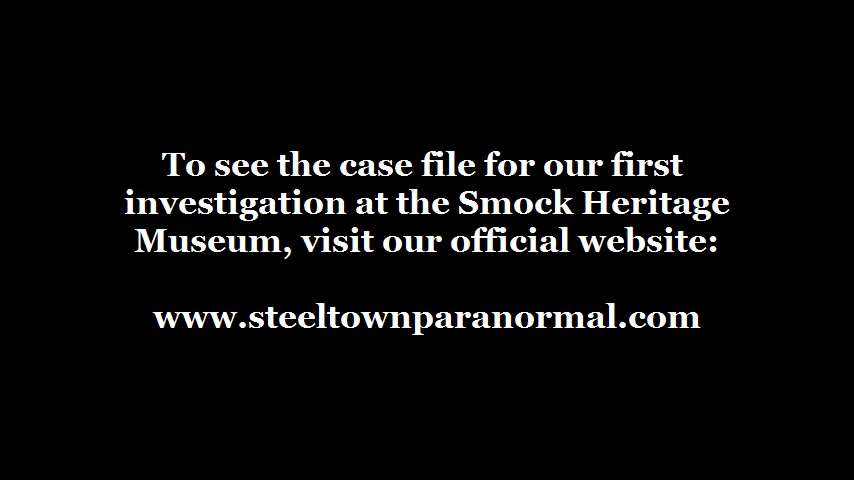 To see the case file for our first
investigation at the Smock Heritage
Museum, visit our official website:
www.steeltownparanormal.com